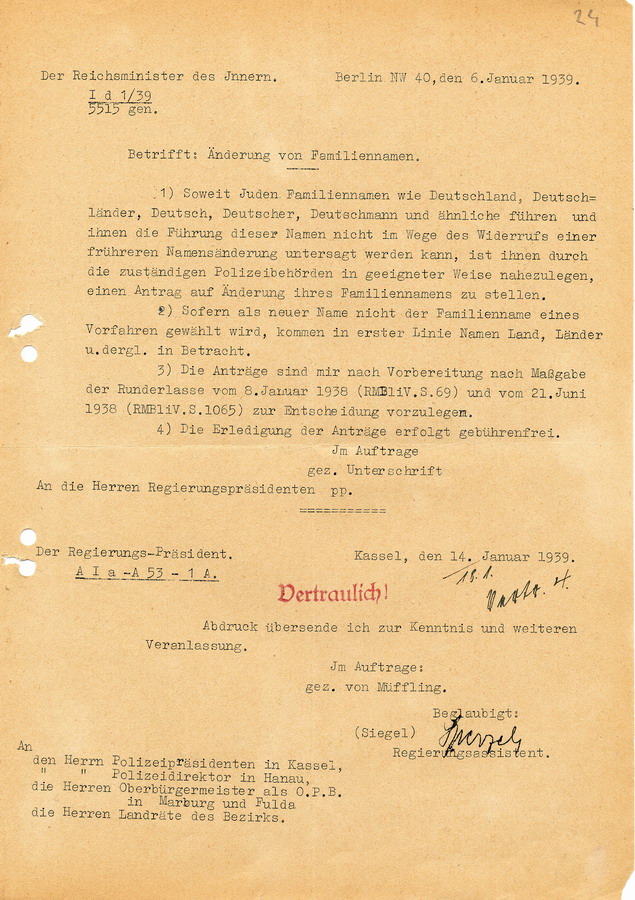 24
Der Reichsminister des Jnnern. Berlin NW 40, den 6. Januar 1939.
I d 1/39
5515 gen.
Betrifft: Änderung von Familiennamen.
1) Soweit Juden Familiennamen wie Deutschland, Deutsch=
länder, Deutsch, Deutscher, Deutschmann und ähnliche führen und
ihnen die Führung dieser Namen nicht im Wege des Widerrufs einer
frühreren Namensänderung untersagt werden kann, ist ihnen durch
die zuständigen Polizeibehörden in geeigneter Weise nahezulegen,
einen Antrag auf Änderung ihres Familiennamens zu stellen.
2) Sofern als neuer Name nicht der Familienname eines
Vorfahren gewählt wird, kommen in erster Linie Namen Land, Länder
u.dergl. in Betracht.
3) Die Anträge sind mir nach Vorbereitung nach Maßgabe
der Runderlasse vom 8.Januar 1938 (RMBliV.S.69) und vom 21.Juni
1938 (RMBliV.S.1065) zur Entscheidung vorzulegem.
4) Die Erledigung der Anträge erfolgt gebührenfrei.
Jm Auftrage
gez. Unterschrift
An die Herren Regierungspräsidenten pp.
===========
Der Regierungs-Präsident. Kassel, den 14. Januar 1939.
A I a -A 53 - 1 A.
18.1.
Vertraulich!
Abdruck übersende ich zur Kenntnis und weiteren
Veranlassung.
Jm Auftrage:
gez. von Müffling.
Beglaubigt:
(Siegel)
Regierungsassistent.
An
den Herrn Polizeipräsidenten in Kassel,
" " Polizeidirektor in Hanau,
die Herren Oberbürgermeister als O.P.B.
in Marburg und Fulda
die Herren Landräte des Bezirks.